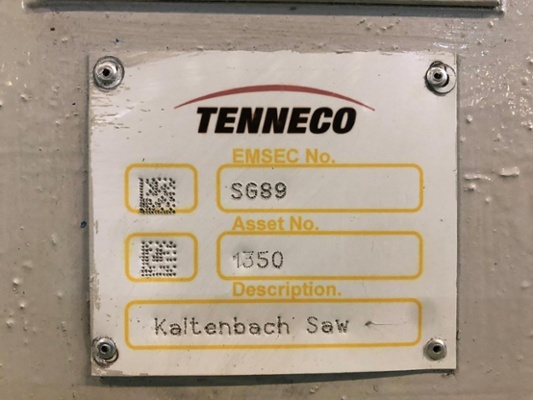 TENNECO
EMSEC No.
SG89
Asset No.
1350
Description.
Kaltenbach Saw